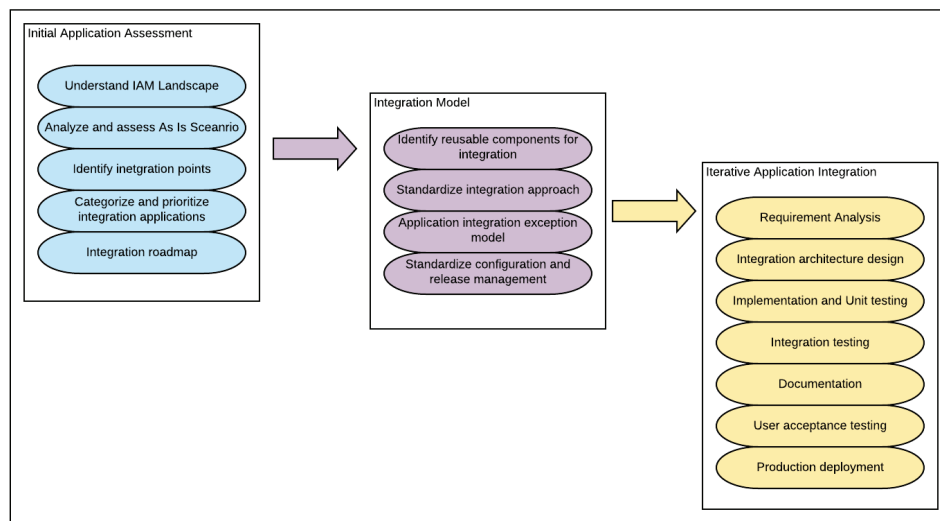 Initial Application Assessment
Understand IAM Landscape
Analyze and assess As Is Sceanrio
Identify inetgration points
Categorize and prioritize
integration applications
Integration roadmap
Integration Model
Identify reusable components for
integration
Standardize integration approach
Application integration exception
model
Standardize configuration and
release management
Iterative Application Integration
Requirement Analysis
Integration architecture design
Implementation and Unit testing
Integration testing
Documentation
User acceptance testing
Production deployment